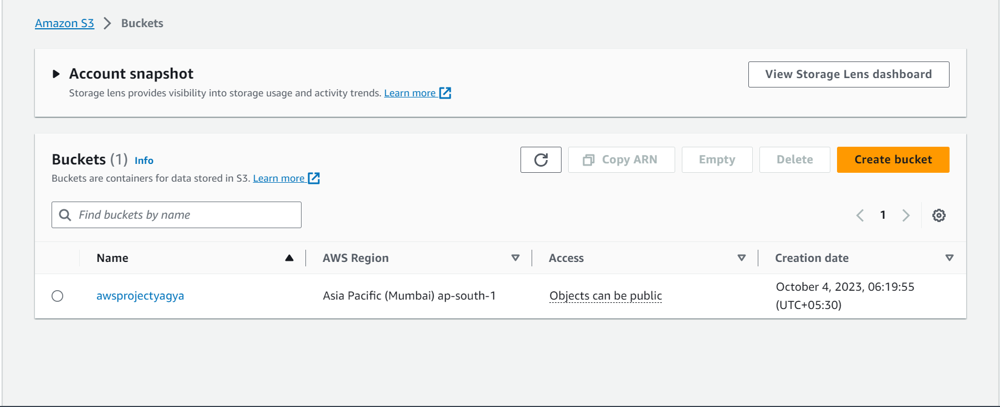 Amazon S3 > Buckets
Account snapshot
View Storage Lens dashboard
Storage lens provides visibility into storage usage and activity trends. Learn more
Buckets (1) Info
Copy ARN
Empty
Delete
Create bucket
Buckets are containers for data stored in S3. Learn more
Find buckets by name
1
Name
AWS Region
Access
Creation date
awsprojectyagya
Asia Pacific (Mumbai) ap-south-1
Objects can be public
October 4, 2023, 06:19:55
(UTC+05:30)